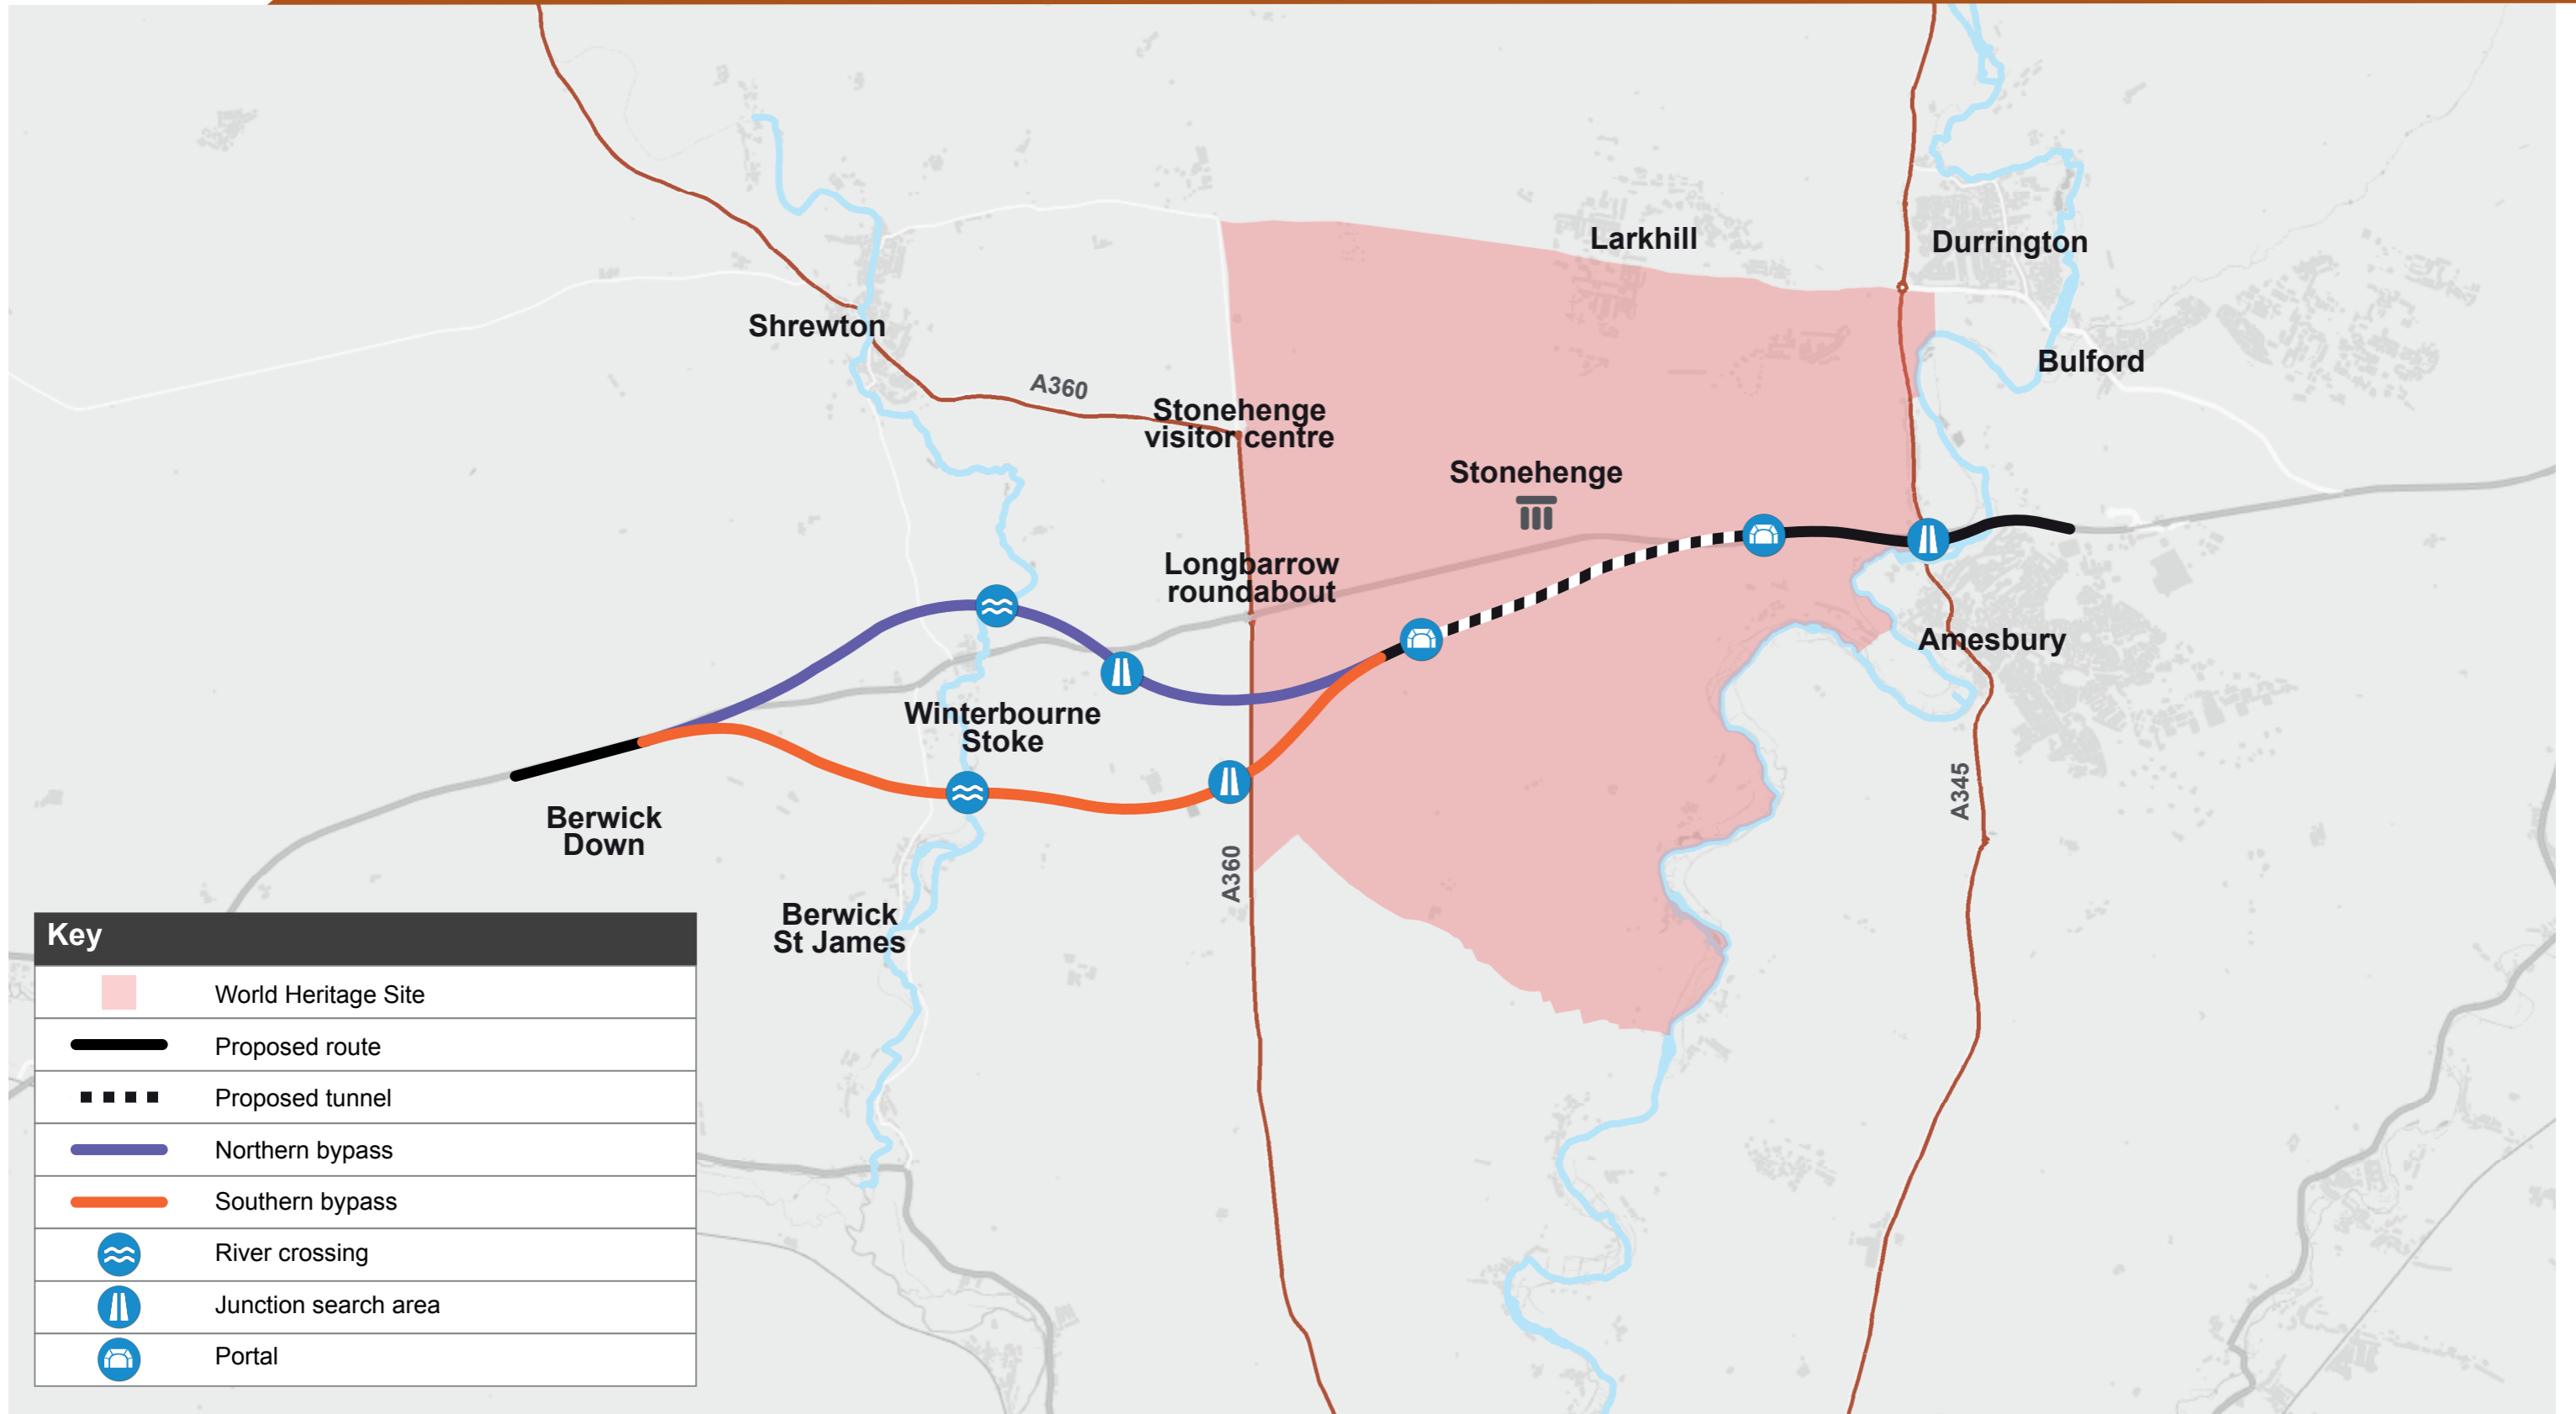 Larkhill
Durrington
Shrewton
Bulford
A360
Stonehenge
visitor centre
Stonehenge
Longbarrow
roundabout
Amesbury
Winterbourne
Stoke
A345
Berwick
Down
A360
Berwick
St James
Key
World Heritage Site
Proposed route
Proposed tunnel
Northern bypass
Southern bypass
River crossing
Junction search area
Portal